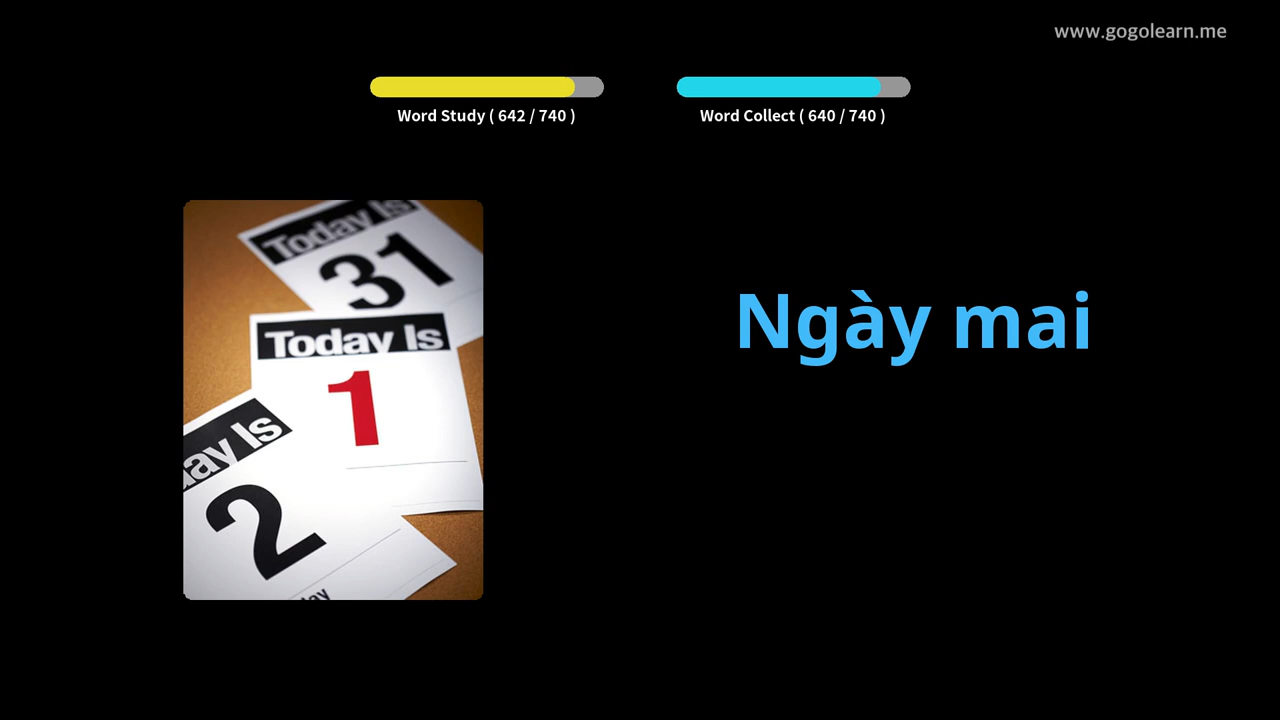 www.gogolearn.me
Word Study ( 642 / 740 )
Word Collect ( 640 / 740 )
Today Is
31
Today Is
1
day Is
2
Ngày mai